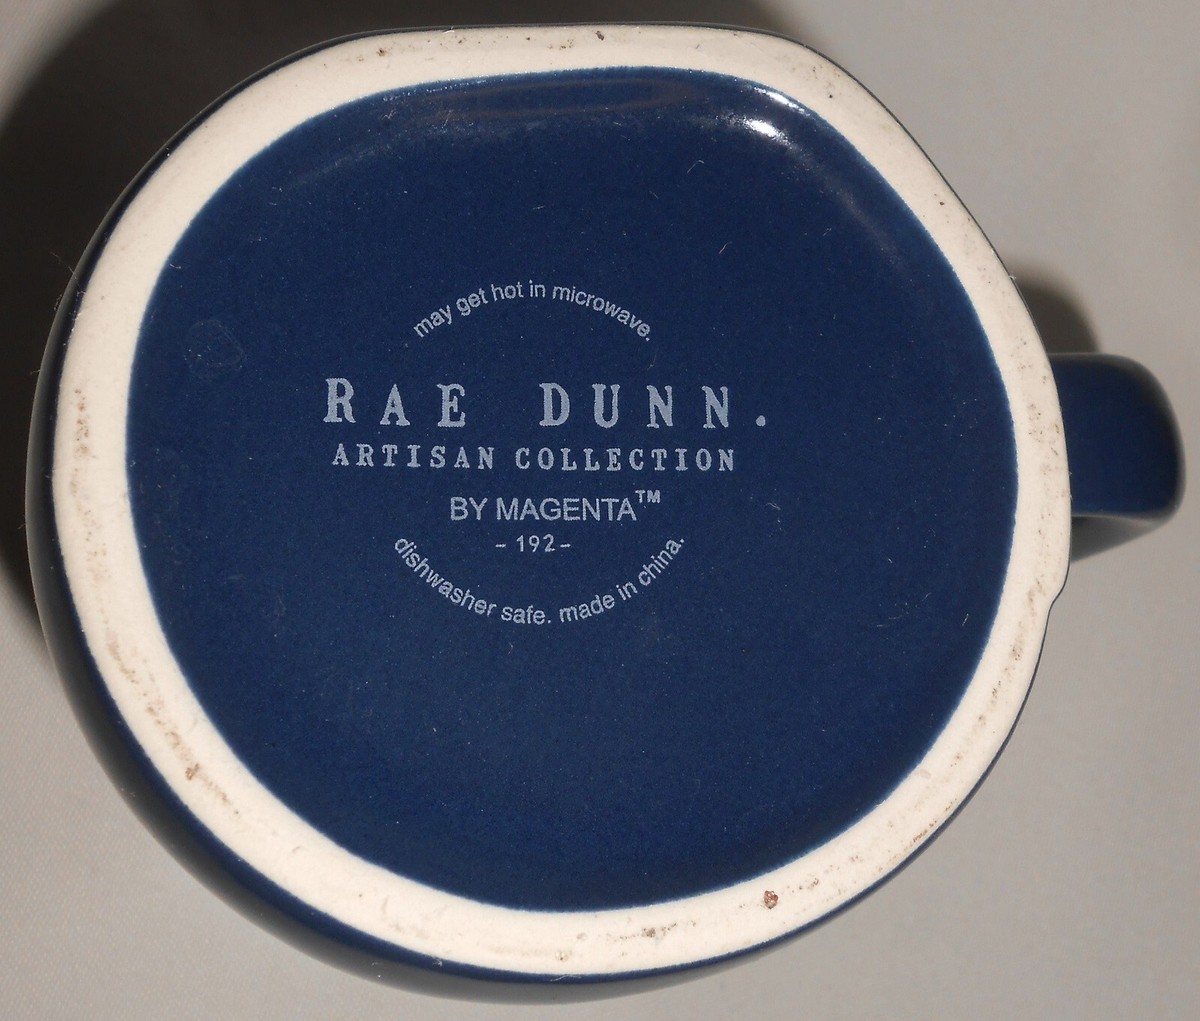 may get hot in microwave.
RAE DUNN.
ARTISAN COLLECTION
BY MAGENTA™
-192-
dishwasher safe. made in china.